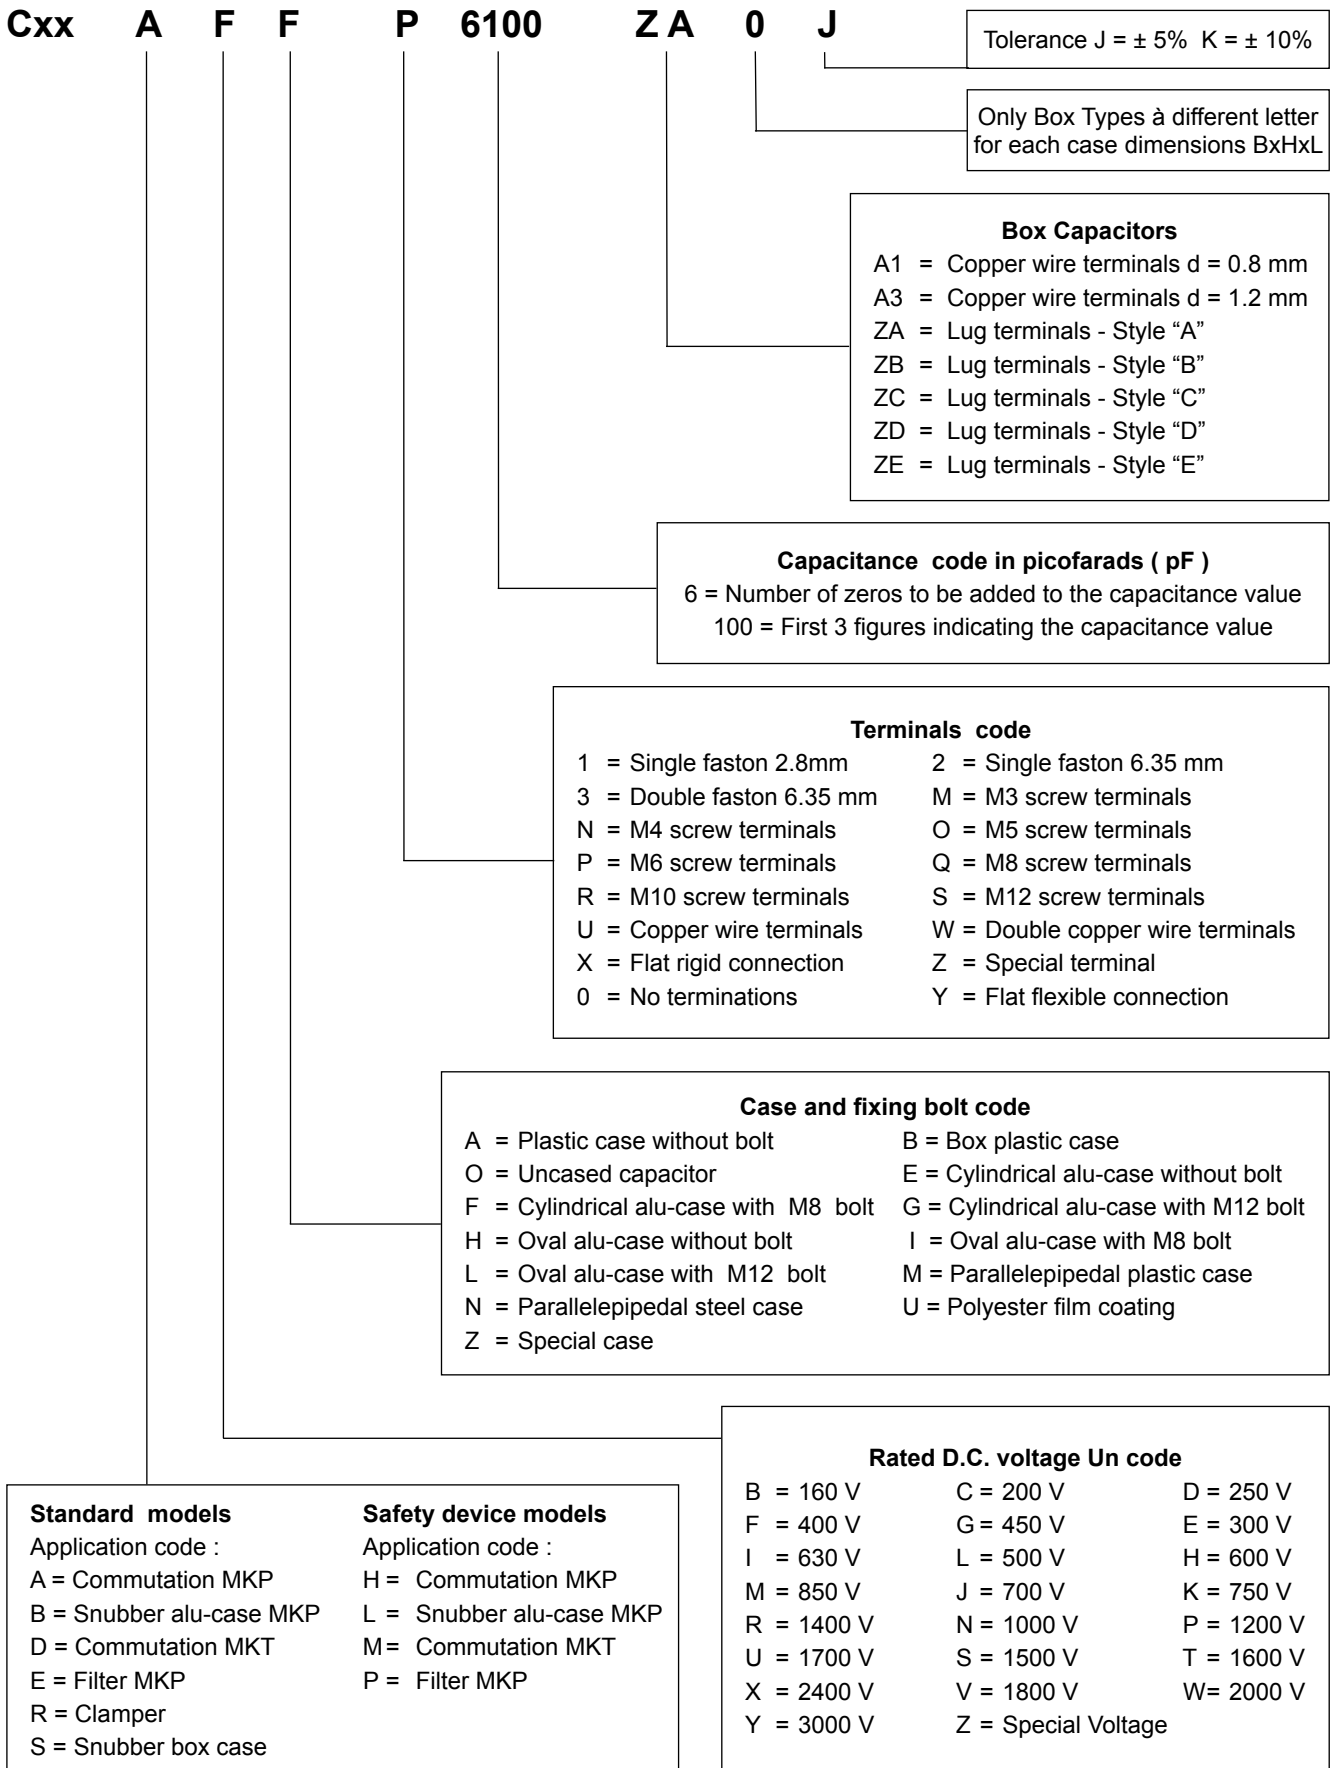 Cxx A F F P 6100 Z A 0 J
Tolerance J = ± 5% K = ± 10%
Only Box Types à different letter
for each case dimensions BxHxL
Box Capacitors
A1 = Copper wire terminals d = 0.8 mm
A3 = Copper wire terminals d = 1.2 mm
ZA = Lug terminals - Style “A”
ZB = Lug terminals - Style “B”
ZC = Lug terminals - Style “C”
ZD = Lug terminals - Style “D”
ZE = Lug terminals - Style “E”
Capacitance code in picofarads ( pF )
6 = Number of zeros to be added to the capacitance value
100 = First 3 figures indicating the capacitance value
Terminals code
1 = Single faston 2.8mm 2 = Single faston 6.35 mm
3 = Double faston 6.35 mm M = M3 screw terminals
N = M4 screw terminals O = M5 screw terminals
P = M6 screw terminals Q = M8 screw terminals
R = M10 screw terminals S = M12 screw terminals
U = Copper wire terminals W = Double copper wire terminals
X = Flat rigid connection Z = Special terminal
0 = No terminations Y = Flat flexible connection
Case and fixing bolt code
A = Plastic case without bolt B = Box plastic case
O = Uncased capacitor E = Cylindrical alu-case without bolt
F = Cylindrical alu-case with M8 bolt G = Cylindrical alu-case with M12 bolt
H = Oval alu-case without bolt I = Oval alu-case with M8 bolt
L = Oval alu-case with M12 bolt M = Parallelepipedal plastic case
N = Parallelepipedal steel case U = Polyester film coating
Z = Special case
Rated D.C. voltage Un code
B = 160 V C = 200 V D = 250 V
F = 400 V G = 450 V E = 300 V
I = 630 V L = 500 V H = 600 V
M = 850 V J = 700 V K = 750 V
R = 1400 V N = 1000 V P = 1200 V
U = 1700 V S = 1500 V T = 1600 V
X = 2400 V V = 1800 V W= 2000 V
Y = 3000 V Z = Special Voltage
Standard models Safety device models
Application code : Application code :
A = Commutation MKP H = Commutation MKP
B = Snubber alu-case MKP L = Snubber alu-case MKP
D = Commutation MKT M = Commutation MKT
E = Filter MKP P = Filter MKP
R = Clamper
S = Snubber box case